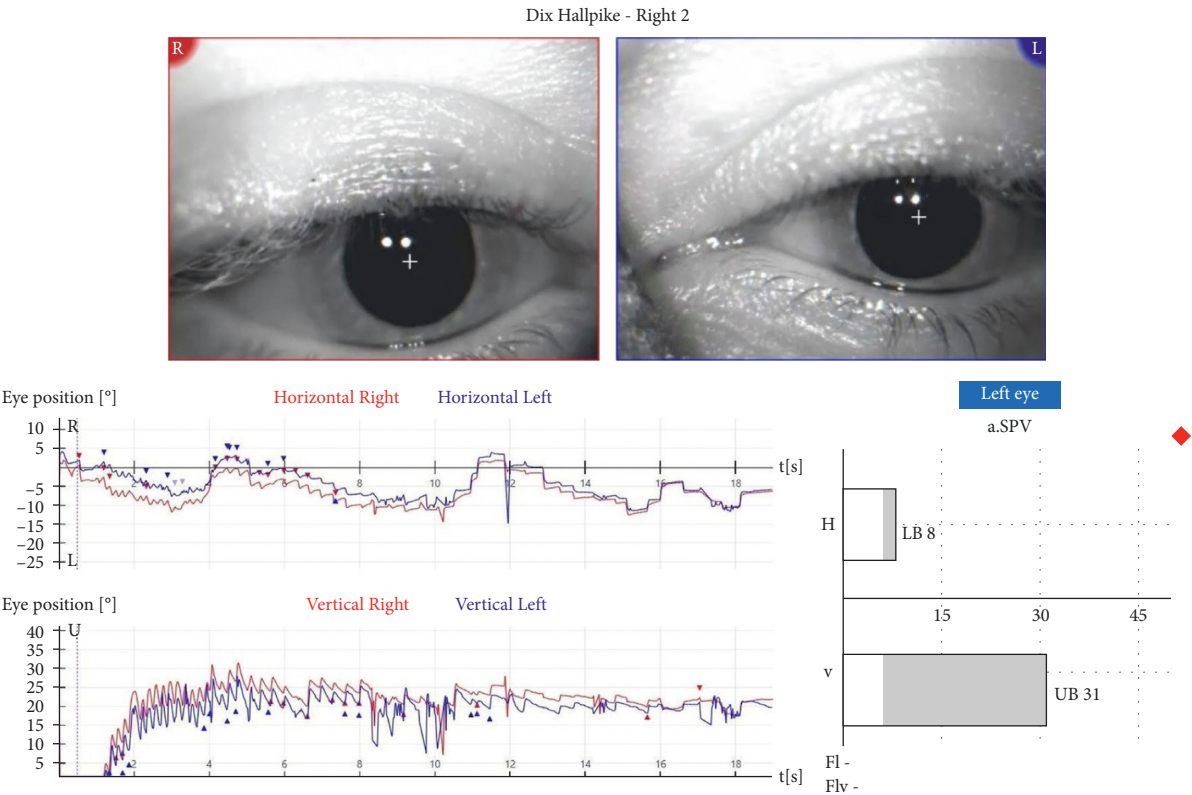 Dix Hallpike - Right 2
R
L
Eye position [°]
Horizontal Right
Horizontal Left
10
5
−5
−10
−15
−20
−25
R
L
2
4
6
8
10
12
14
16
18
t[s]
Eye position [°]
Vertical Right
Vertical Left
40
35
30
25
20
15
10
5
U
2
4
6
8
10
12
14
16
18
t[s]
Left eye
a.SPV
H
LB 8
15
30
45
v
UB 31
Fl -
Flv -